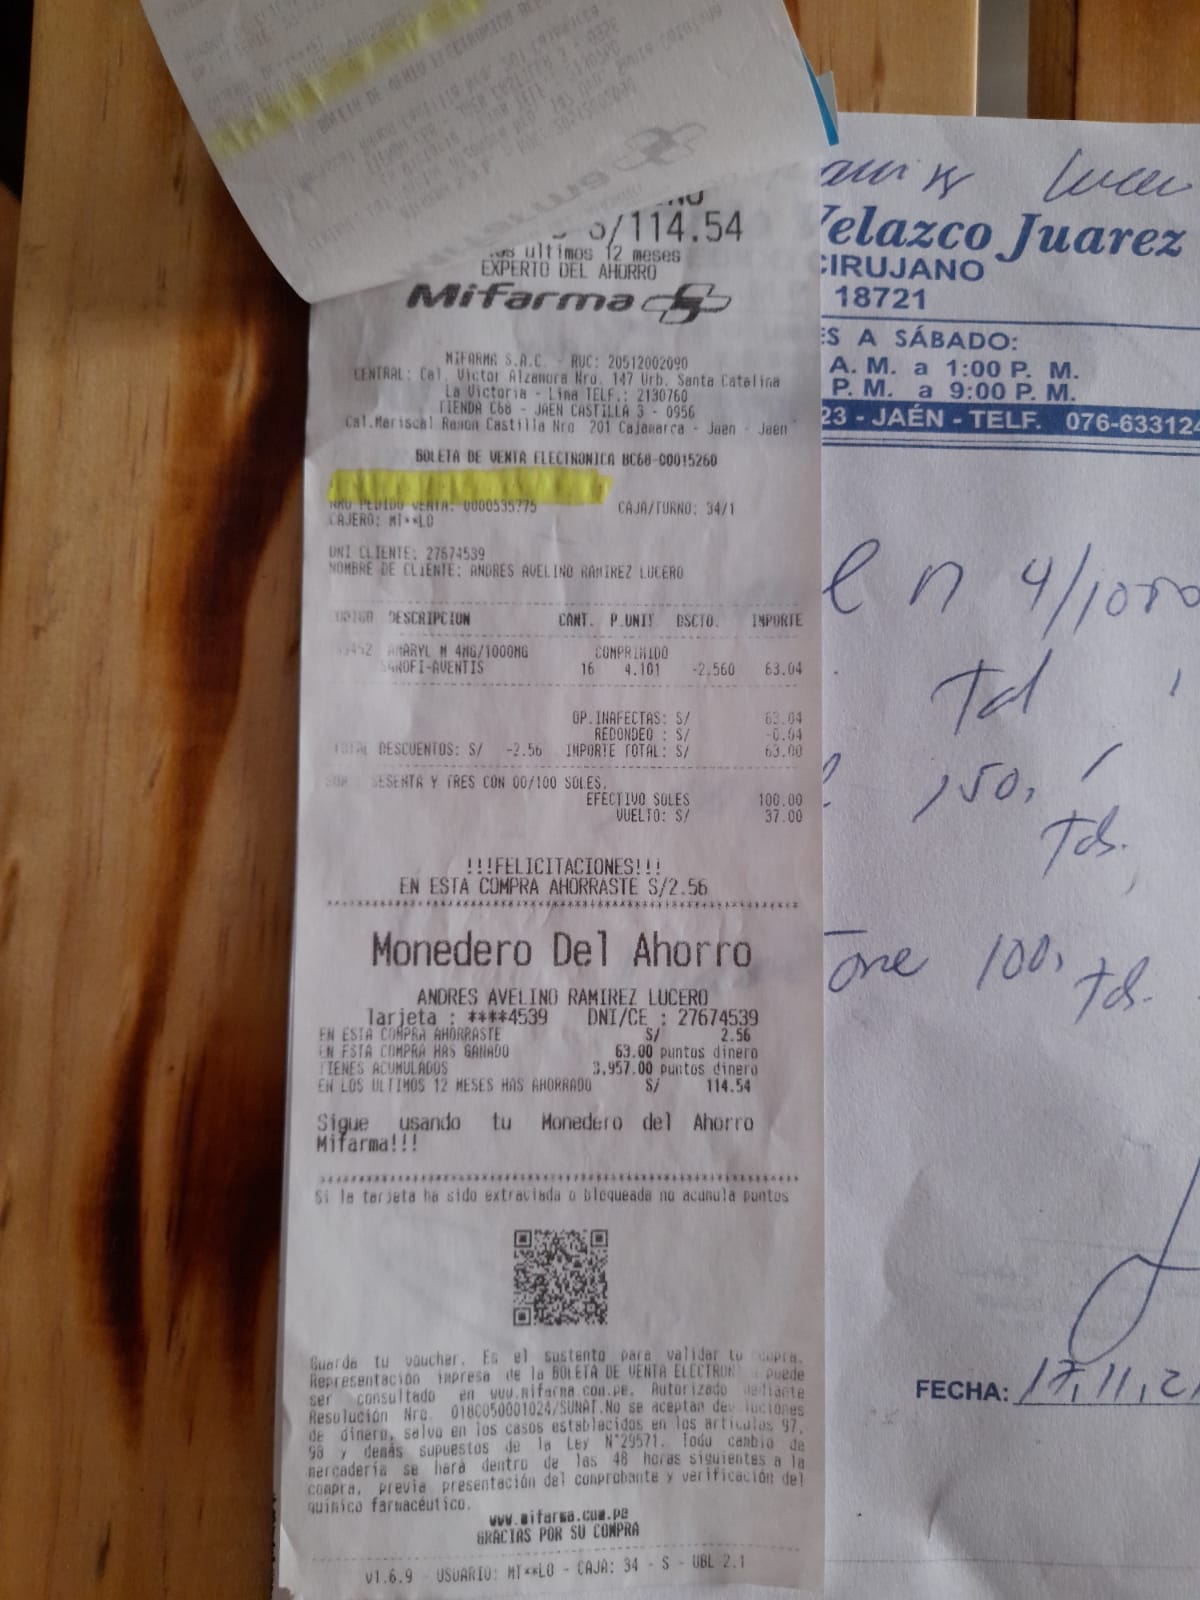 S/114.54
los últimos 12 meses
EXPERTO DEL AHORRO
Mifarma
MIFARMA S.A.C. - RUC: 20512002090
CENTRAL: Cal. Victor Alzamora Nro. 147 Urb. Santa Catalina
La Victoria - Lima TELF.: 2130760
TIENDA C68 - JAEN CASTILLA 3 - 0956
Cal.Mariscal Ramon Castilla Nro 201 Cajamarca - Jaen - Jaen
BOLETA DE VENTA ELECTRONICA BC68-00015260
NRO PEDIDO VENTA: 0000535775 CAJA/TURNO: 34/1
CAJERO: MI**LO
DNI CLIENTE: 27674539
NOMBRE DE CLIENTE: ANDRES AVELINO RAMIREZ LUCERO
DESCRIPCION CANT. P.UNIT DSCTO. IMPORTE
AMARYL M 4MG/1000MG COMPRIMIDO
SANOFI-AVENTIS 16 4.101 -2.560 63.04
OP.INAFECTAS: S/ 63.04
REDONDEO : S/ -0.04
TOTAL DESCUENTOS: S/ -2.56 IMPORTE TOTAL: S/ 63.00
SON: SESENTA Y TRES CON 00/100 SOLES.
EFECTIVO SOLES 100.00
VUELTO: S/ 37.00
!!!FELICITACIONES!!!
EN ESTA COMPRA AHORRASTE S/2.56
Monedero Del Ahorro
ANDRES AVELINO RAMIREZ LUCERO
Tarjeta : ****4539 DNI/CE : 27674539
EN ESTA COMPRA AHORRASTE S/ 2.56
EN ESTA COMPRA HAS GANADO 63.00 puntos dinero
TIENES ACUMULADOS 3,957.00 puntos dinero
EN LOS ULTIMOS 12 MESES HAS AHORRADO S/ 114.54
Sigue usando tu Monedero del Ahorro
Mifarma!!!
Si la tarjeta ha sido extraviada o bloqueada no acumula puntos
Guarda tu voucher. Es el sustento para validar tu compra.
Representación impresa de la BOLETA DE VENTA ELECTRON puede
ser consultado en www.mifarma.com.pe. Autorizado mediante
Resolución Nro. 0180050001024/SUNAT.No se aceptan devoluciones
de dinero, salvo en los casos establecidos en los artículos 97,
98 y demás supuestos de la Ley N°29571. Todo cambio de
mercadería se hará dentro de las 48 horas siguientes a la
compra, previa presentación del comprobante y verificación del
químico farmacéutico.
www.mifarma.com.pe
GRACIAS POR SU COMPRA
v1.6.9 - USUARIO: MI**LO - CAJA: 34 - S - UBL 2.1
Velazco Juarez
CIRUJANO
18721
ES A SÁBADO:
A. M. a 1:00 P. M.
P. M. a 9:00 P. M.
23 - JAÉN - TELF. 076-633124
4/1000
Td
,50,
Tds.
one 100,
Td.
FECHA: 17,11,21